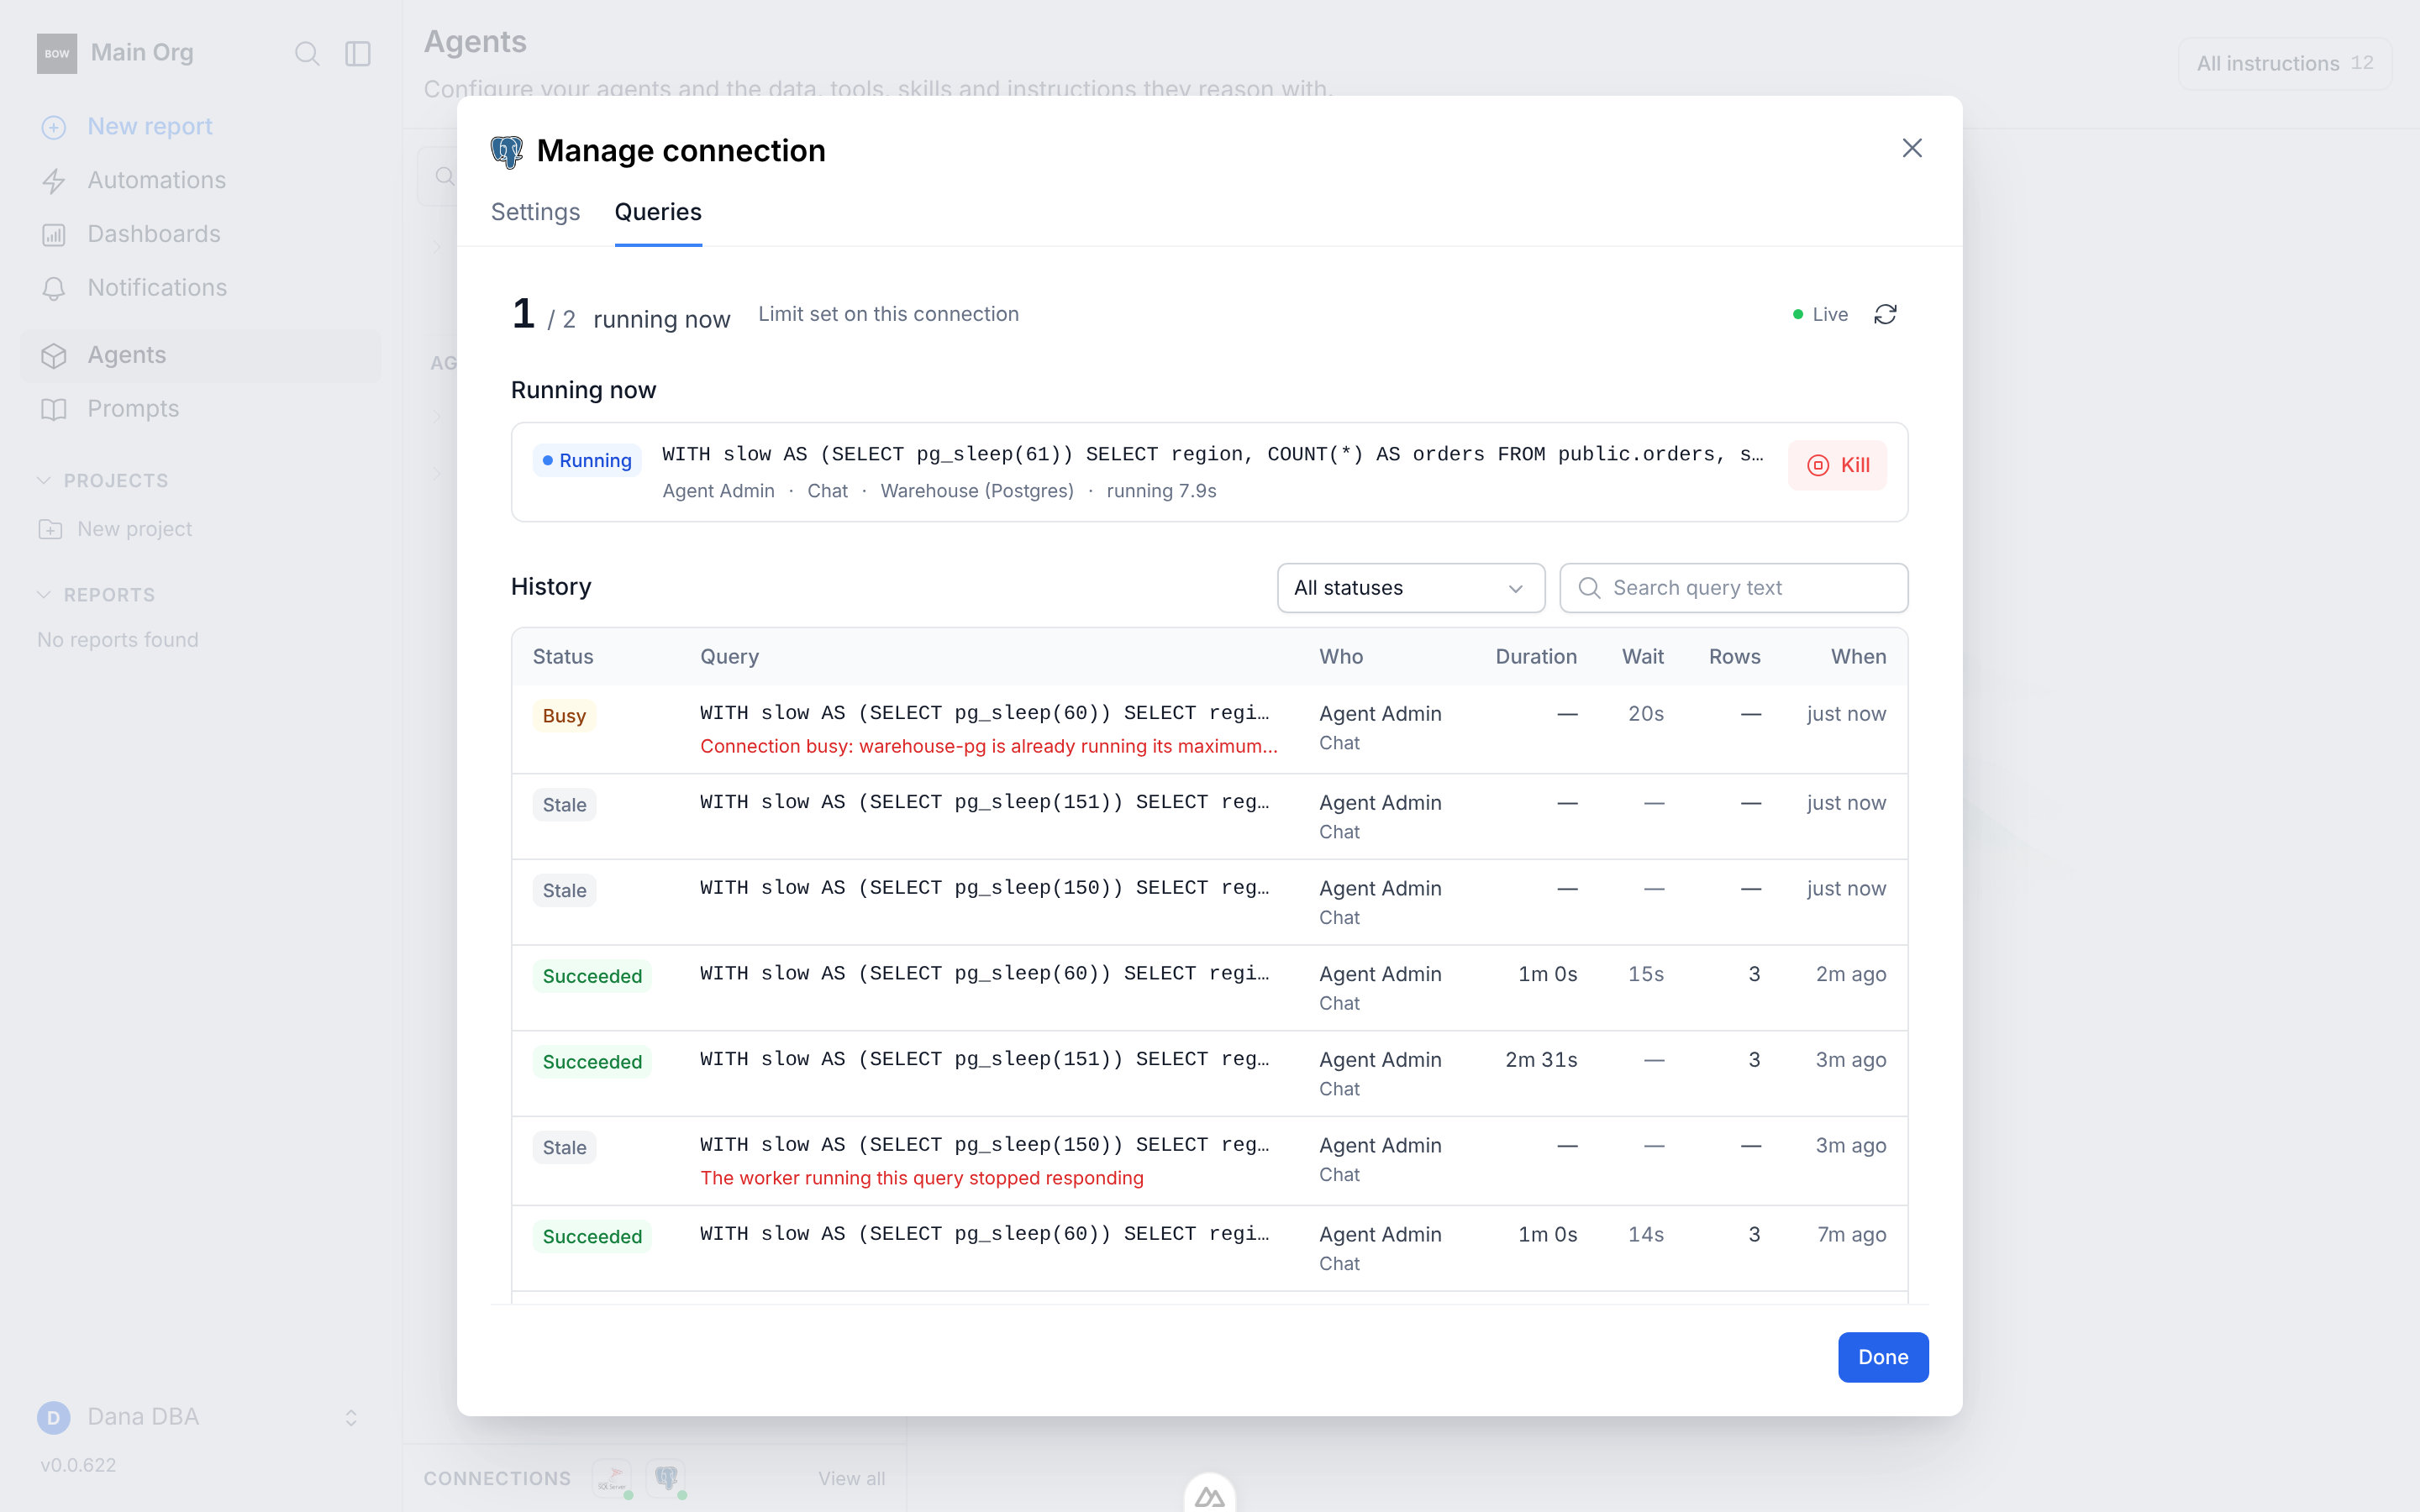 BOW Main Org
New report
Automations
Dashboards
Notifications
Agents
Prompts
PROJECTS
New project
REPORTS
No reports found
D Dana DBA
v0.0.622
Agents
Configure your agents and the data, tools, skills and instructions they reason with.
All instructions 12
AG
CONNECTIONS SQL Server View all
Manage connection
Settings Queries
1 / 2 running now Limit set on this connection Live
Running now
Running WITH slow AS (SELECT pg_sleep(61)) SELECT region, COUNT(*) AS orders FROM public.orders, s… Kill
Agent Admin · Chat · Warehouse (Postgres) · running 7.9s
History All statuses Search query text
Status Query Who Duration Wait Rows When
Busy WITH slow AS (SELECT pg_sleep(60)) SELECT regi… Agent Admin — 20s — just now
Connection busy: warehouse-pg is already running its maximum… Chat
Stale WITH slow AS (SELECT pg_sleep(151)) SELECT reg… Agent Admin — — — just now
Chat
Stale WITH slow AS (SELECT pg_sleep(150)) SELECT reg… Agent Admin — — — just now
Chat
Succeeded WITH slow AS (SELECT pg_sleep(60)) SELECT regi… Agent Admin 1m 0s 15s 3 2m ago
Chat
Succeeded WITH slow AS (SELECT pg_sleep(151)) SELECT reg… Agent Admin 2m 31s — 3 3m ago
Chat
Stale WITH slow AS (SELECT pg_sleep(150)) SELECT reg… Agent Admin — — — 3m ago
The worker running this query stopped responding Chat
Succeeded WITH slow AS (SELECT pg_sleep(60)) SELECT regi… Agent Admin 1m 0s 14s 3 7m ago
Chat
Done